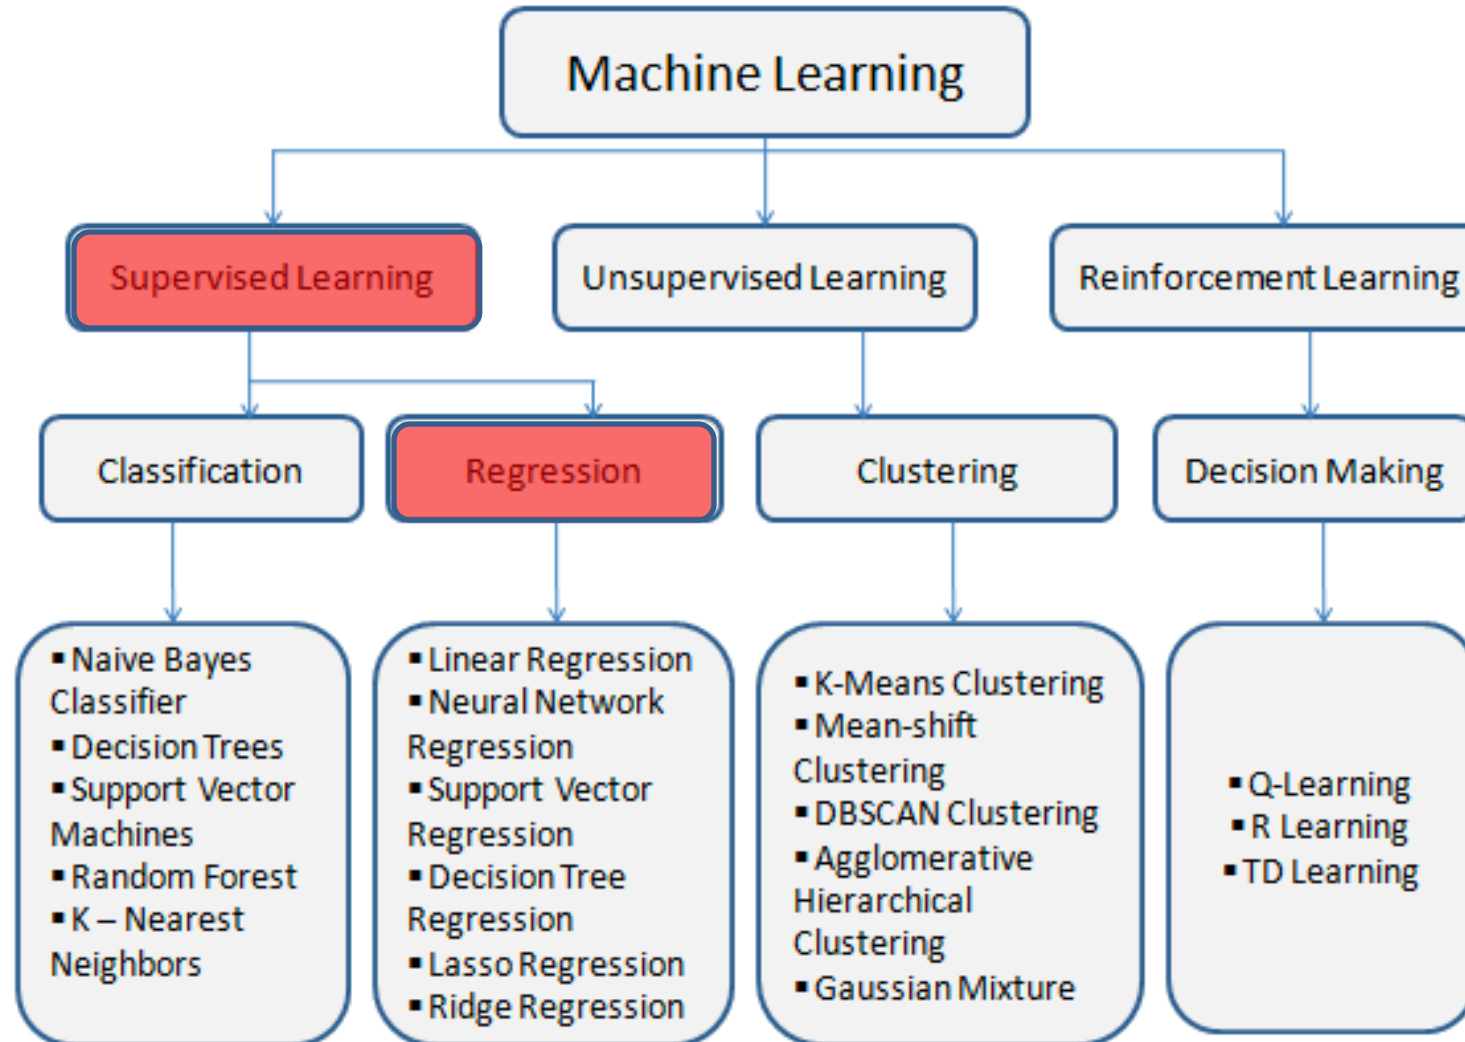 Machine Learning
Supervised Learning
Unsupervised Learning
Reinforcement Learning
Classification
Regression
Clustering
Decision Making
▪ Naive Bayes
Classifier
▪ Decision Trees
▪ Support Vector
Machines
▪ Random Forest
▪ K – Nearest
Neighbors
▪ Linear Regression
▪ Neural Network
Regression
▪ Support Vector
Regression
▪ Decision Tree
Regression
▪ Lasso Regression
▪ Ridge Regression
▪ K-Means Clustering
▪ Mean-shift
Clustering
▪ DBSCAN Clustering
▪ Agglomerative
Hierarchical
Clustering
▪ Gaussian Mixture
▪ Q-Learning
▪ R Learning
▪ TD Learning